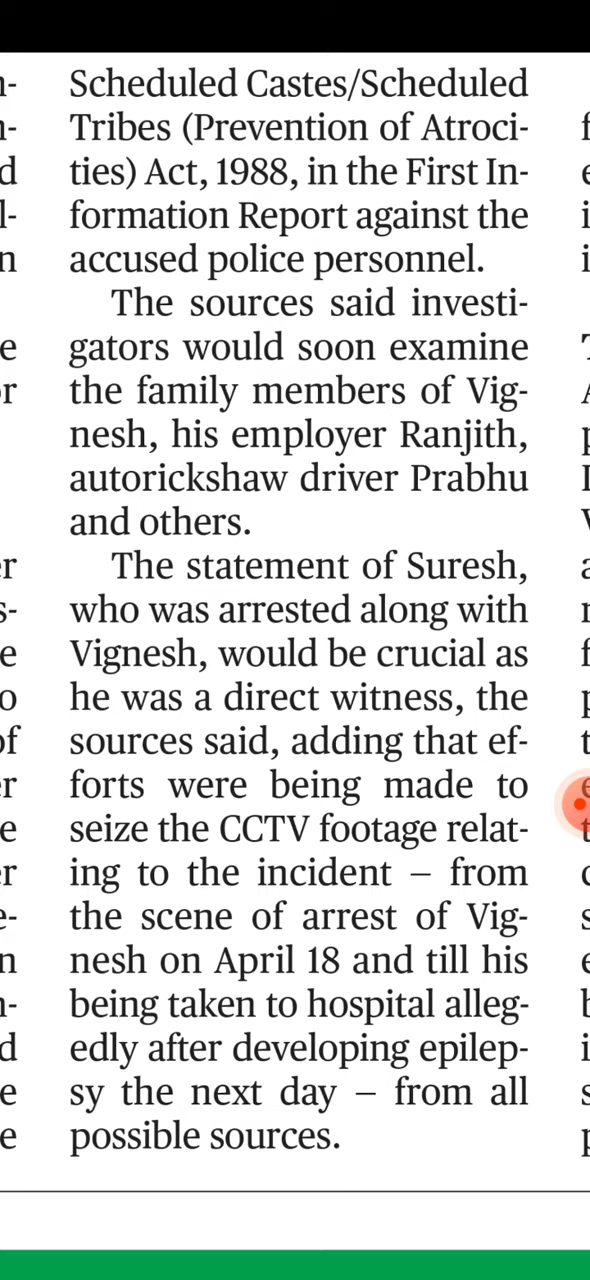 Scheduled Castes/Scheduled
Tribes (Prevention of Atroci-
ties) Act, 1988, in the First In-
formation Report against the
accused police personnel.
The sources said investi-
gators would soon examine
the family members of Vig-
nesh, his employer Ranjith,
autorickshaw driver Prabhu
and others.
The statement of Suresh,
who was arrested along with
Vignesh, would be crucial as
he was a direct witness, the
sources said, adding that ef-
forts were being made to
seize the CCTV footage relat-
ing to the incident – from
the scene of arrest of Vig-
nesh on April 18 and till his
being taken to hospital alleg-
edly after developing epilep-
sy the next day – from all
possible sources.